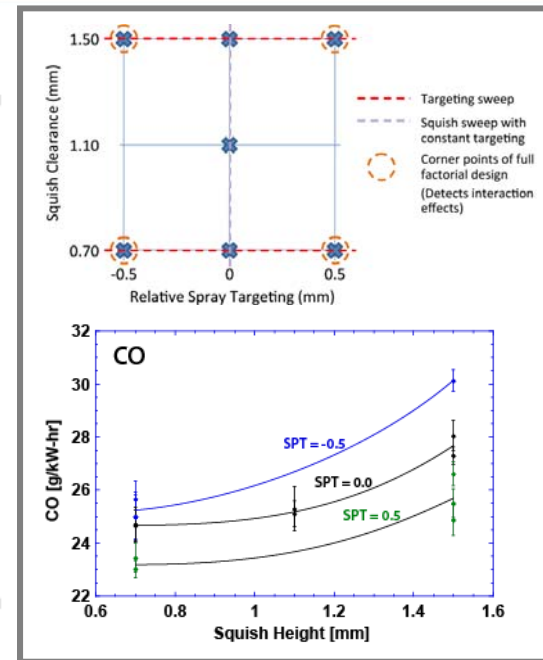 1.50
1.10
0.70
Squish Clearance (mm)
-0.5
0
0.5
Relative Spray Targeting (mm)
Targeting sweep
Squish sweep with
constant targeting
Corner points of full
factorial design
(Detects interaction
effects)
32
30
28
26
24
22
CO [g/kW-hr]
CO
SPT = -0.5
SPT = 0.0
SPT = 0.5
0.6
0.8
1
1.2
1.4
1.6
Squish Height [mm]